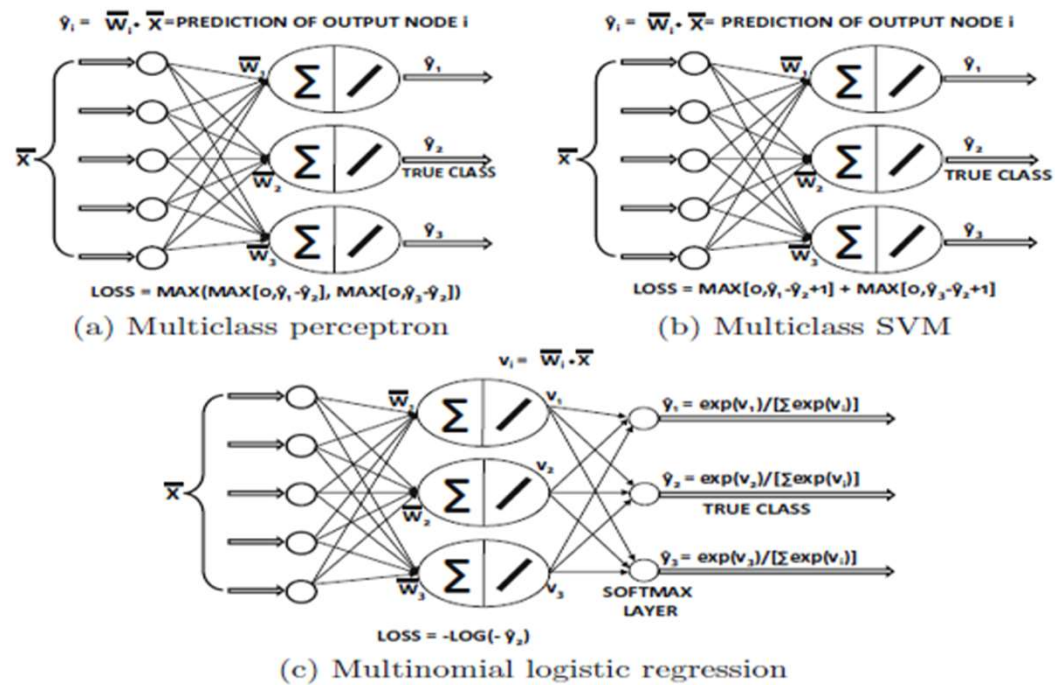 ŷᵢ = W̅ᵢ · X̅ = PREDICTION OF OUTPUT NODE i
W̅₁
ŷ₁
X̅
W̅₂
ŷ₂
TRUE CLASS
W̅₃
ŷ₃
Σ
Σ
Σ
LOSS = MAX(MAX[0,ŷ₁-ŷ₂], MAX[0,ŷ₃-ŷ₂])
(a) Multiclass perceptron
ŷᵢ = W̅ᵢ · X̅ = PREDICTION OF OUTPUT NODE i
W̅₁
ŷ₁
X̅
W̅₂
ŷ₂
TRUE CLASS
W̅₃
ŷ₃
Σ
Σ
Σ
LOSS = MAX[0,ŷ₁-ŷ₂+1] + MAX[0,ŷ₃-ŷ₂+1]
(b) Multiclass SVM
vᵢ = W̅ᵢ · X̅
W̅₁
v₁
ŷ₁ = exp(v₁)/[∑exp(vᵢ)]
X̅
W̅₂
v₂
ŷ₂ = exp(v₂)/[∑exp(vᵢ)]
TRUE CLASS
W̅₃
v₃
ŷ₃ = exp(v₃)/[∑exp(vᵢ)]
Σ
Σ
Σ
SOFTMAX
LAYER
LOSS = -LOG(- ŷ₂)
(c) Multinomial logistic regression